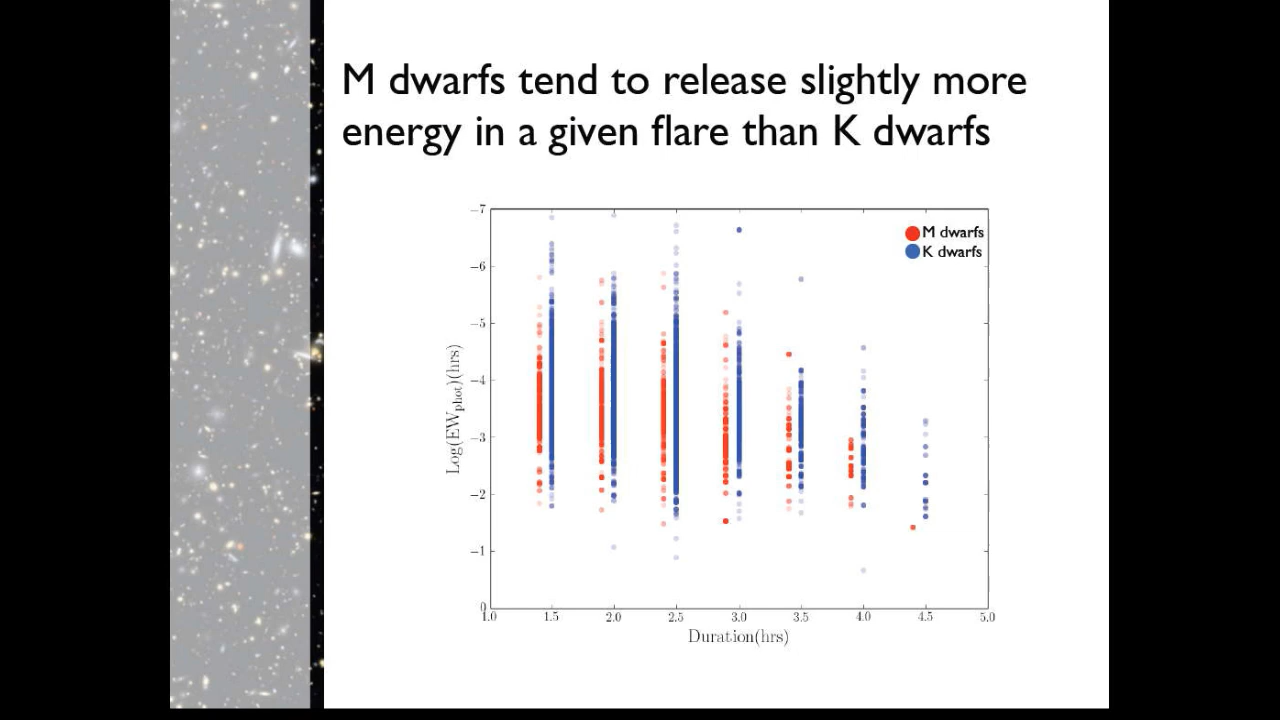 M dwarfs tend to release slightly more
energy in a given flare than K dwarfs
−7
M dwarfs
K dwarfs
−6
−5
−4
−3
−2
−1
0
Log(EWphot)(hrs)
1.0 1.5 2.0 2.5 3.0 3.5 4.0 4.5 5.0
Duration(hrs)